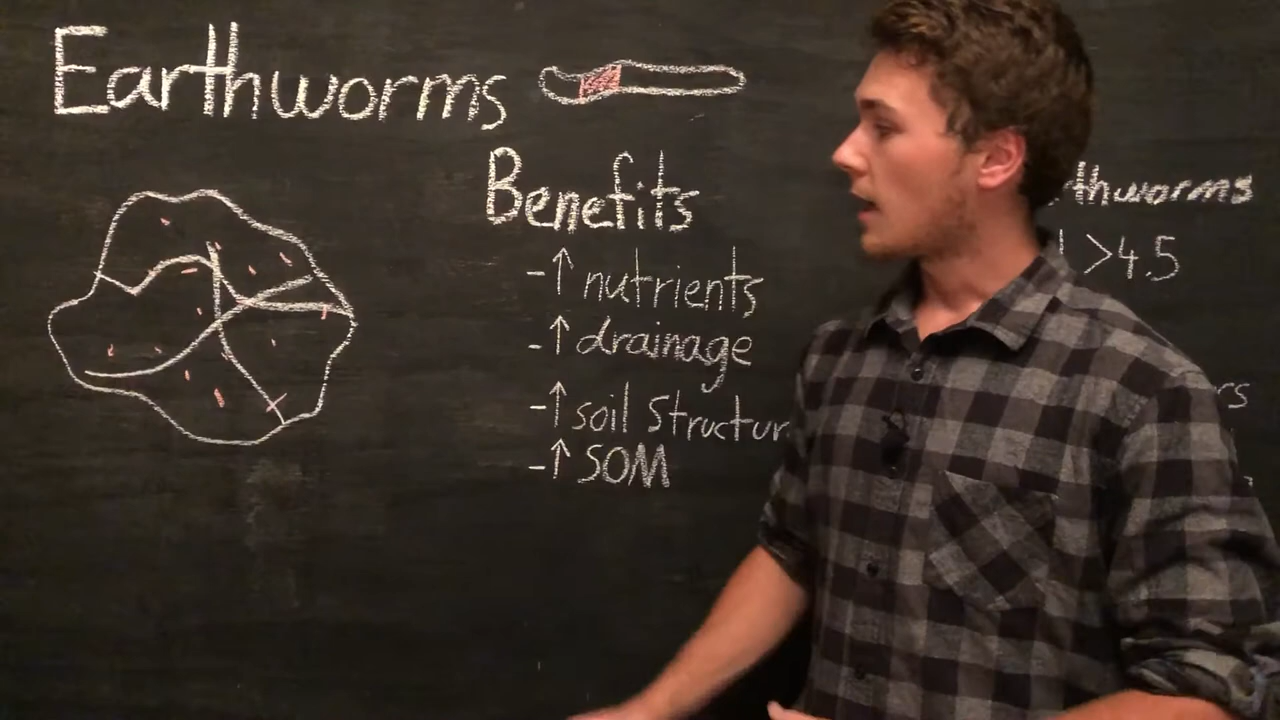 Earthworms
Benefits
-↑ nutrients
-↑ drainage
-↑ soil Structur
-↑ SOM
rthworms
>4.5
rs